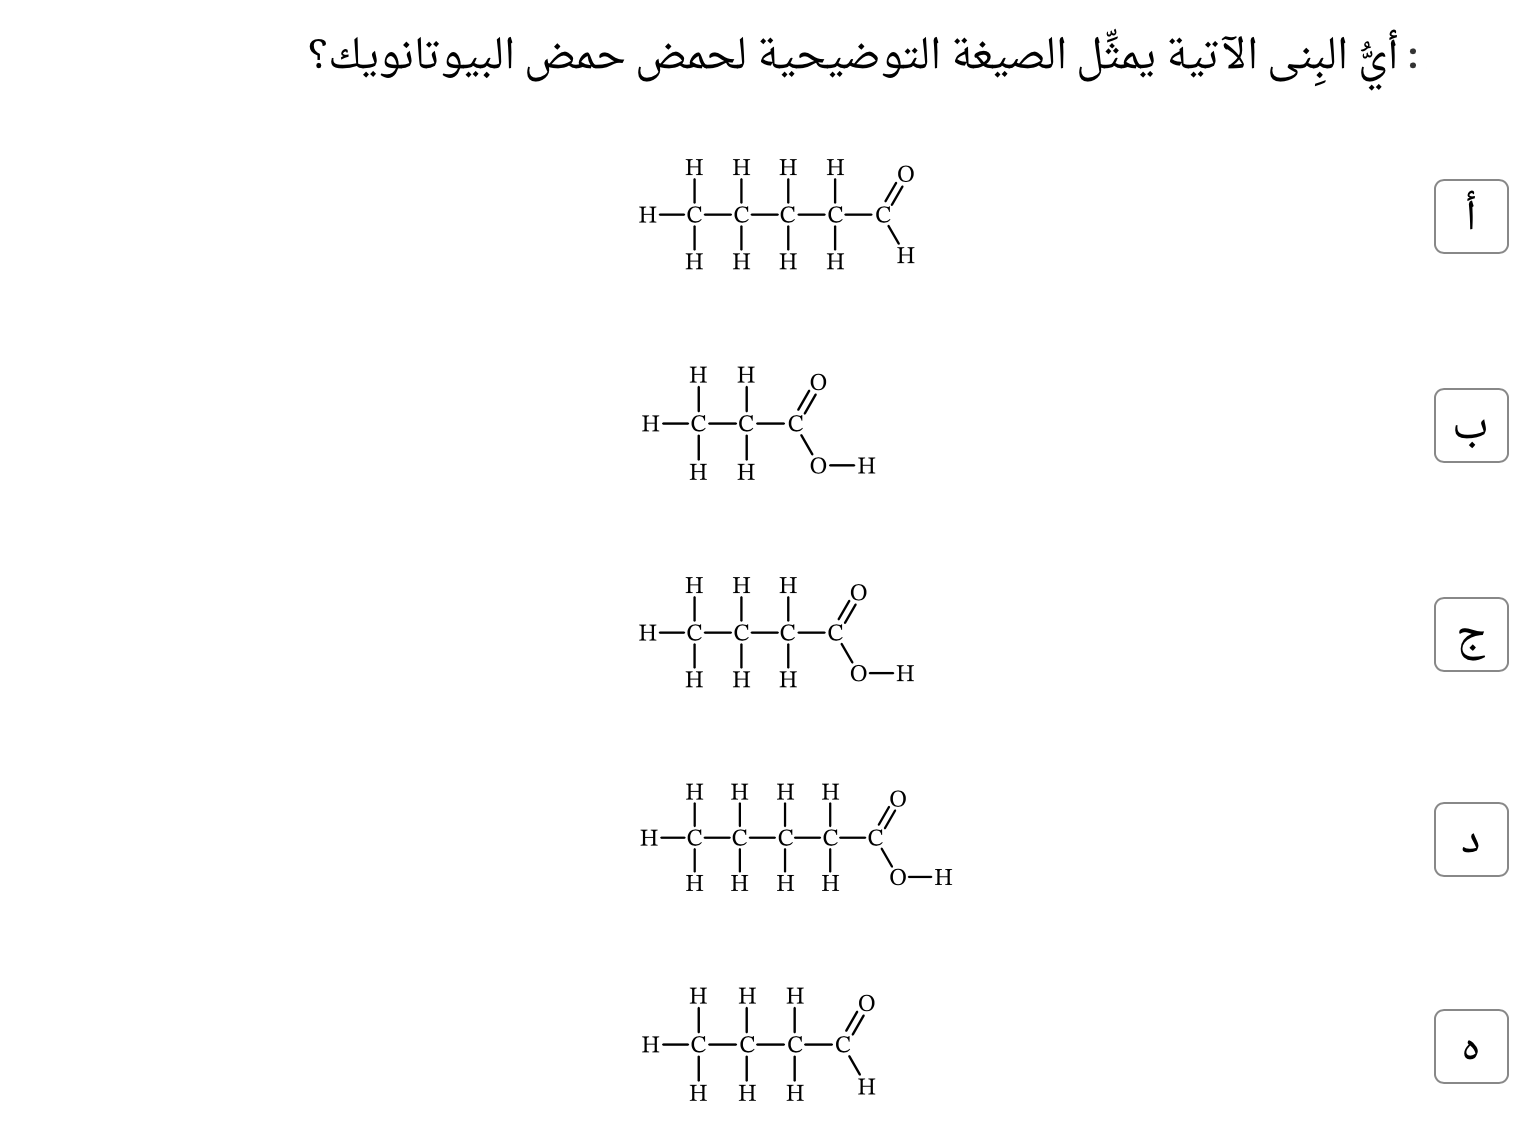 : أيُّ البِنى الآتية يمثِّل الصيغة التوضيحية لحمض حمض البيوتانويك؟
H H H H O
H C C C C C
H H H H H
أ
H H O
H C C C
H H O H
ب
H H H O
H C C C C
H H H O H
ج
H H H H O
H C C C C C
H H H H O H
د
H H H O
H C C C C
H H H H
ه